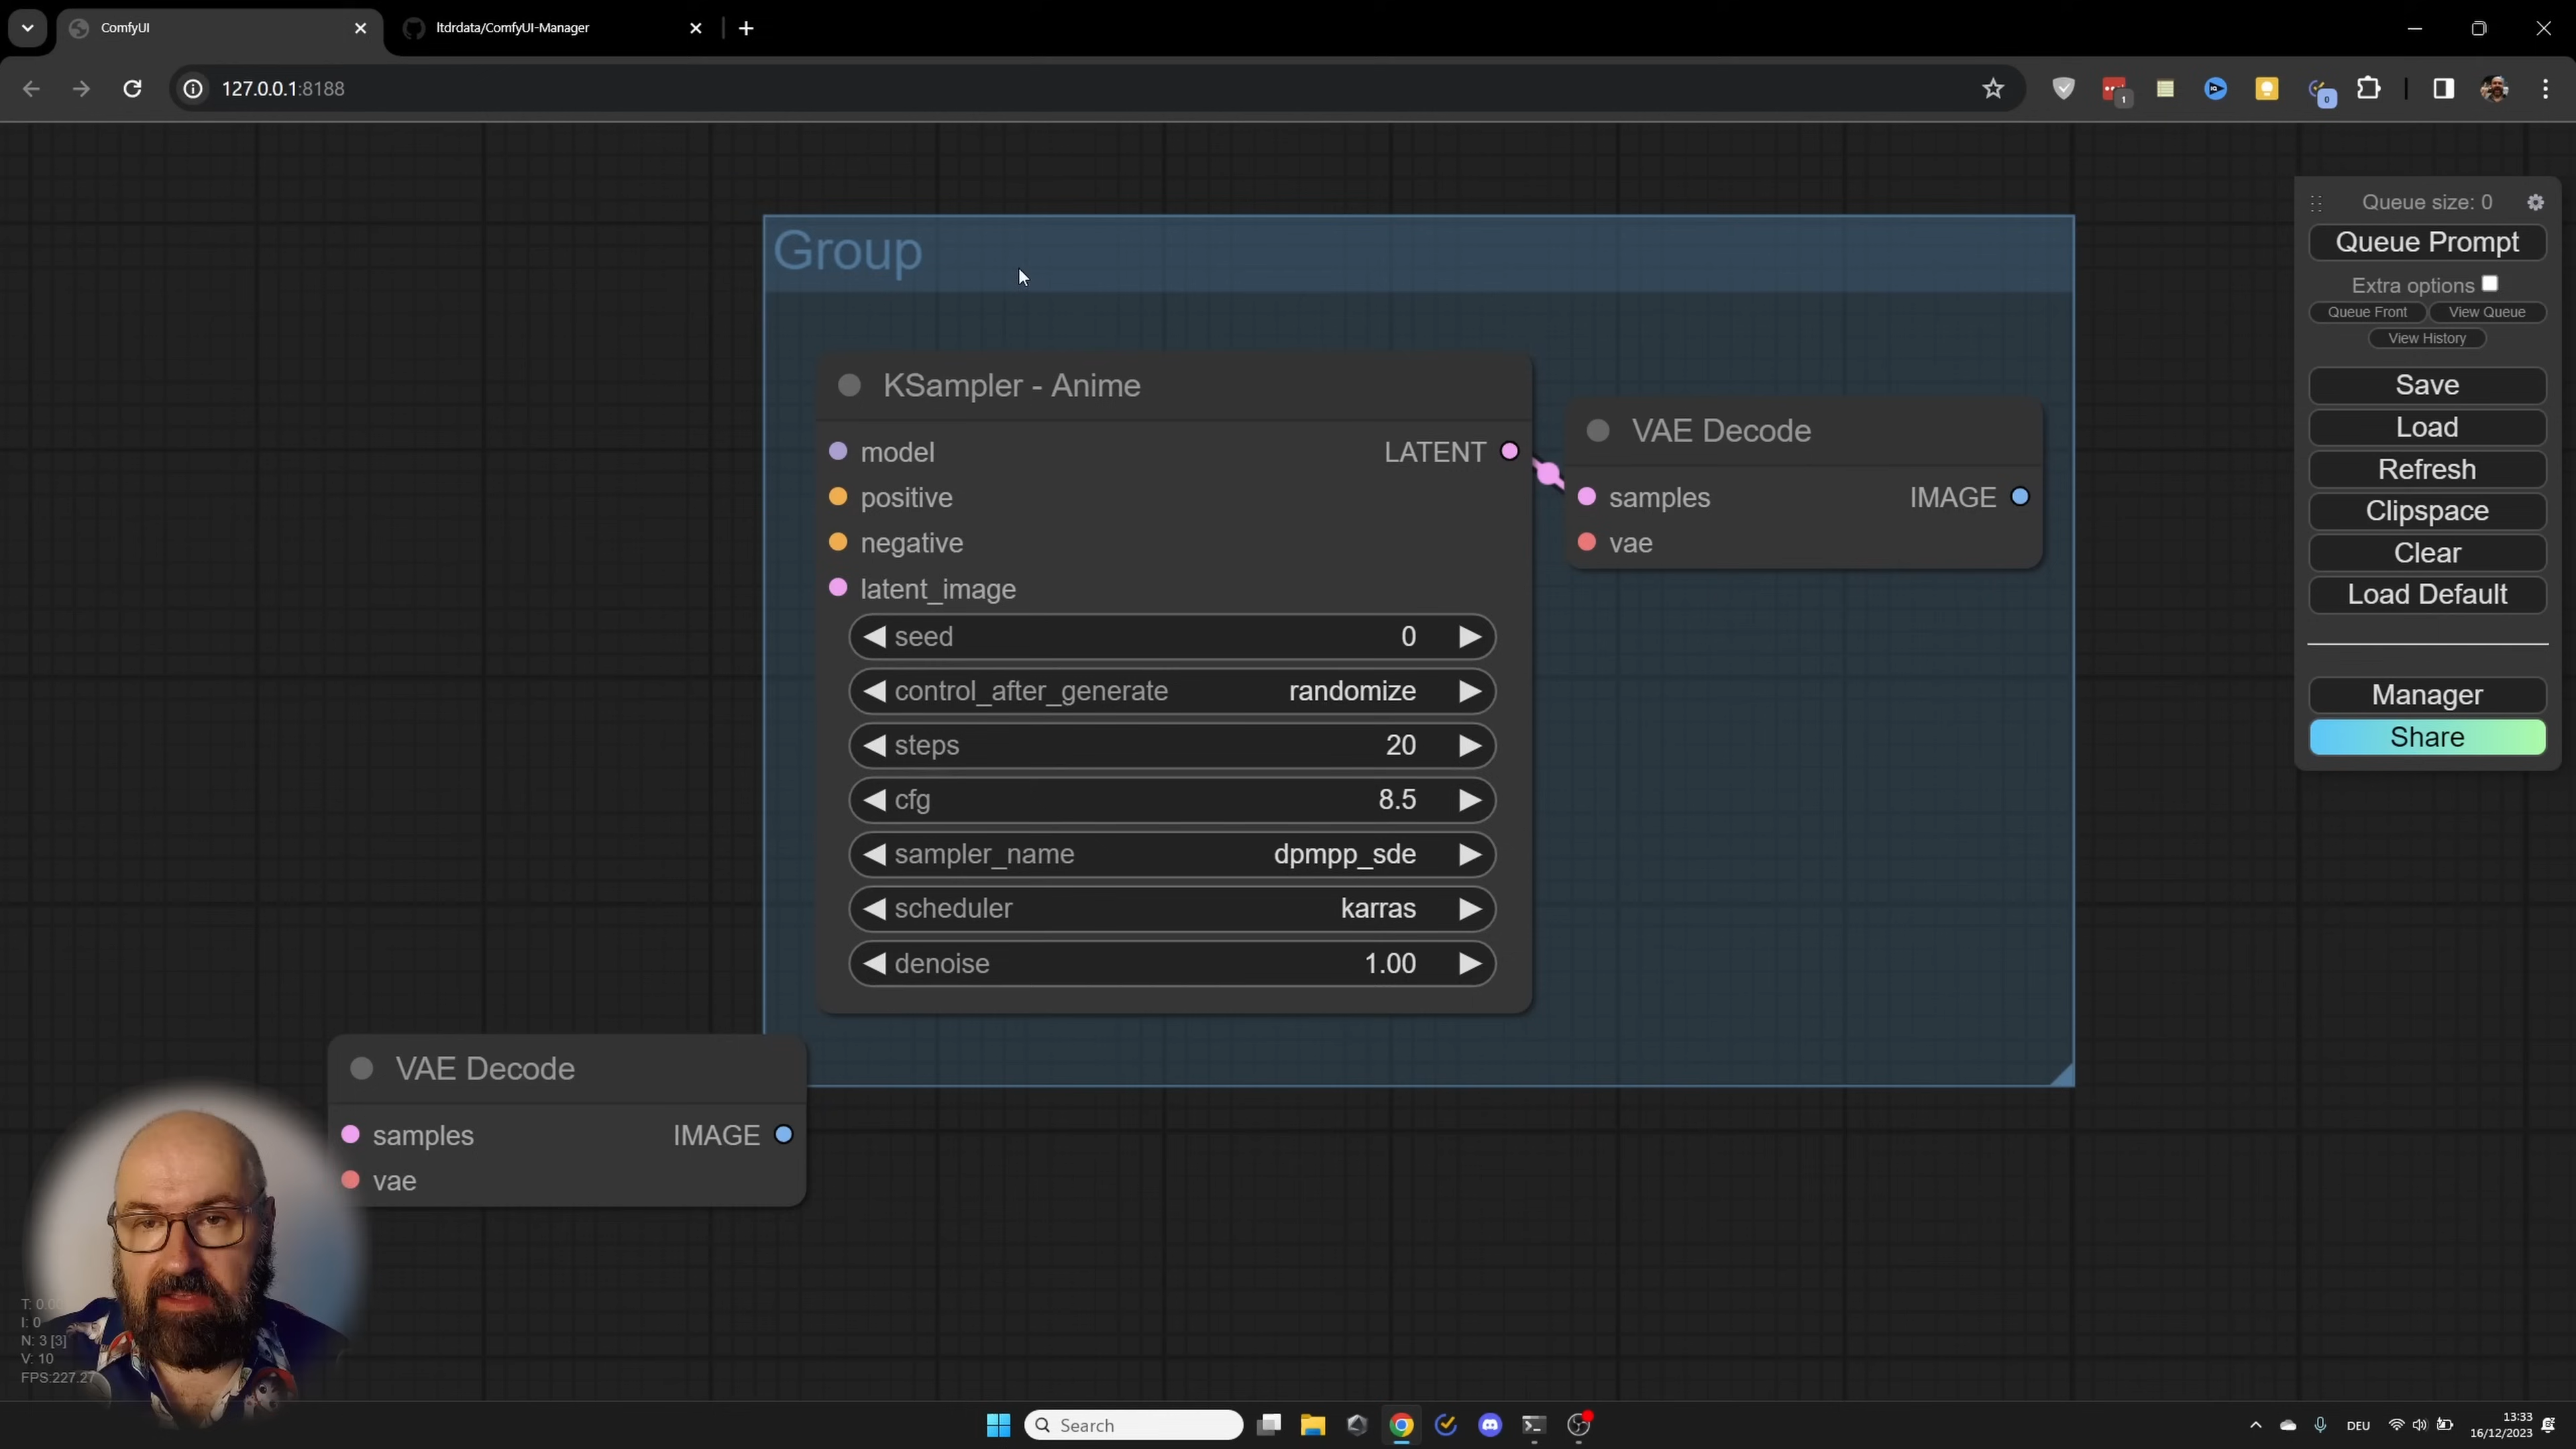 ComfyUI
ltdrdata/ComfyUI-Manager
127.0.0.1:8188
1
0
Group
KSampler - Anime
model
LATENT
positive
negative
latent_image
seed 0
control_after_generate randomize
steps 20
cfg 8.5
sampler_name dpmpp_sde
scheduler karras
denoise 1.00
VAE Decode
samples IMAGE
vae
VAE Decode
samples IMAGE
vae
Queue size: 0
Queue Prompt
Extra options
Queue Front View Queue
View History
Save
Load
Refresh
Clipspace
Clear
Load Default
Manager
Share
I: 0
N: 3 [3]
V: 10
FPS:227.27
Search
DEU
13:33
16/12/2023